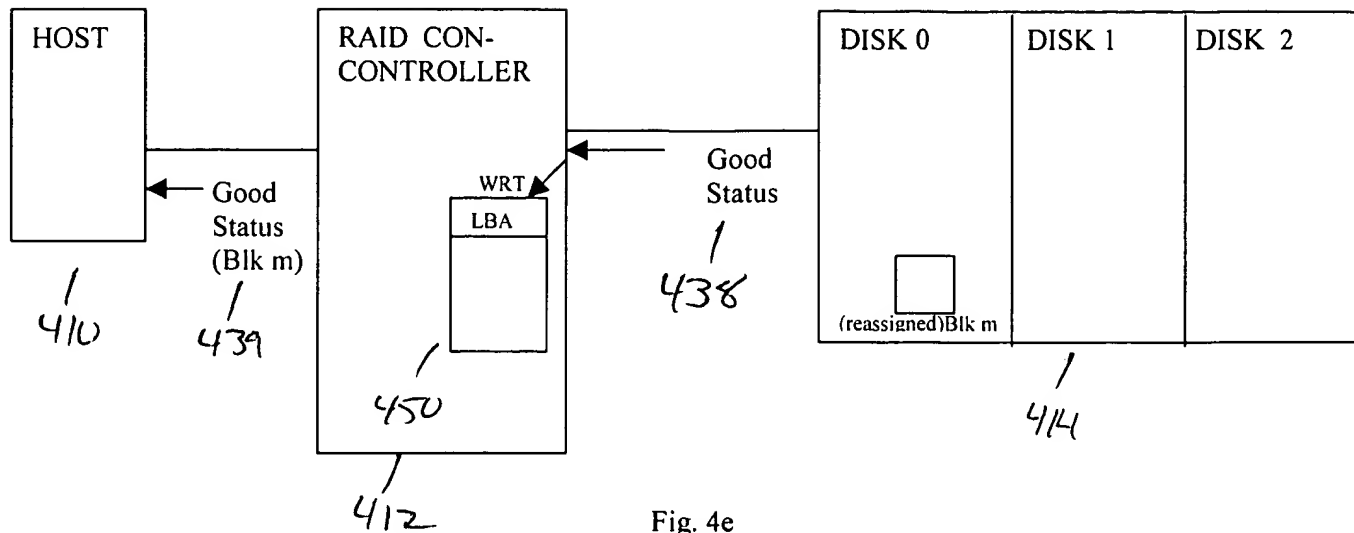 HOST
RAID CON-
CONTROLLER
DISK 0
DISK 1
DISK 2
Good
Status
(Blk m)
439
410
WRT
LBA
450
412
Good
Status
438
(reassigned)Blk m
414
Fig. 4e